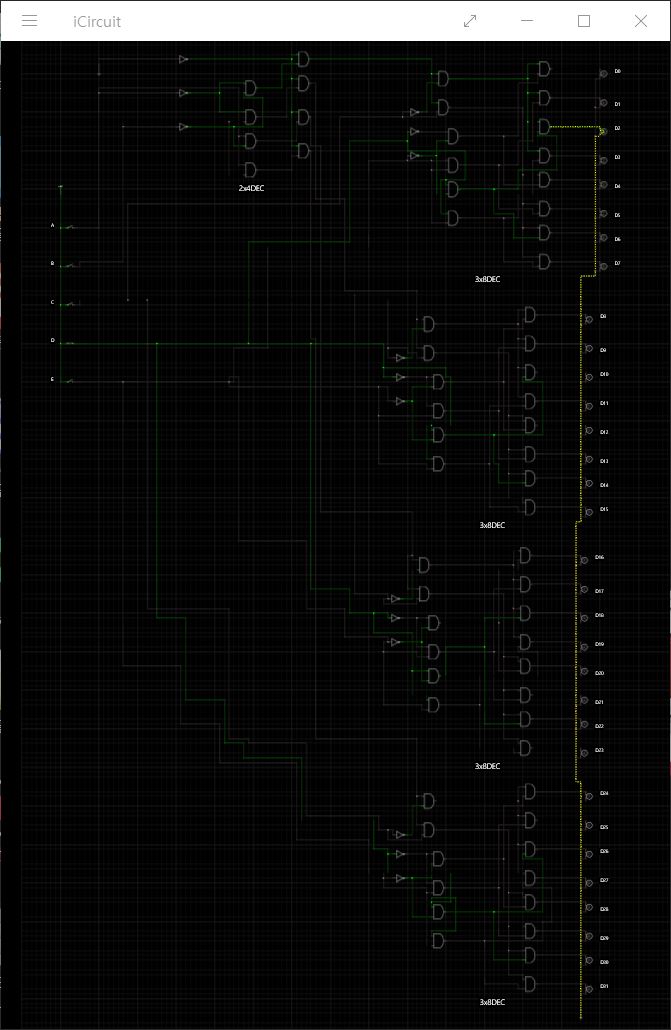 iCircuit
D0
D1
D2
D3
D4
D5
D6
D7
2x4DEC
A
B
C
D
E
3x8DEC
D8
D9
D10
D11
D12
D13
D14
D15
3x8DEC
D16
D17
D18
D19
D20
D21
D22
D23
3x8DEC
D24
D25
D26
D27
D28
D29
D30
D31
3x8DEC